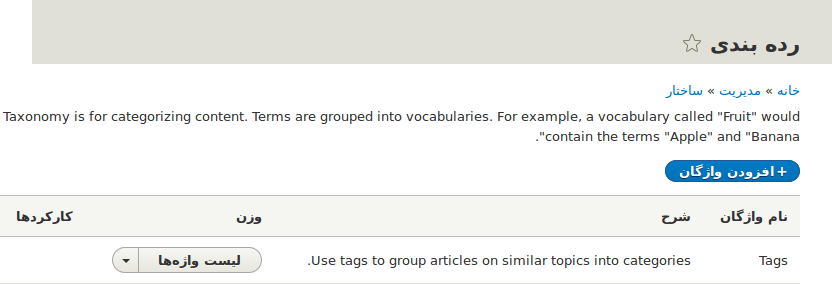 رده بندی
خانه » مدیریت » ساختار
Taxonomy is for categorizing content. Terms are grouped into vocabularies. For example, a vocabulary called "Fruit" would
contain the terms "Apple" and "Banana".
+ افزودن واژگان
نام واژگان شرح وزن کارکردها
Tags Use tags to group articles on similar topics into categories. لیست واژه‌ها